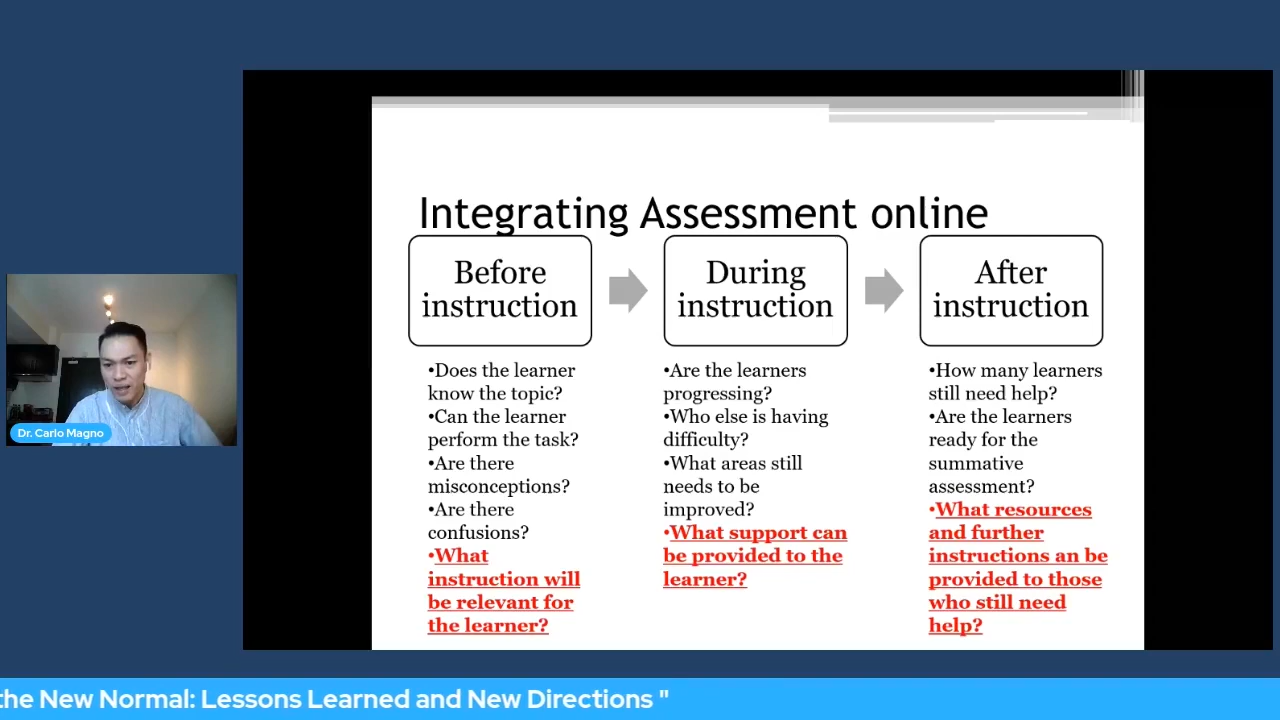 Integrating Assessment online
Before
instruction
During
instruction
After
instruction
•Does the learner
know the topic?
•Can the learner
perform the task?
•Are there
misconceptions?
•Are there
confusions?
•What
instruction will
be relevant for
the learner?
•Are the learners
progressing?
•Who else is having
difficulty?
•What areas still
needs to be
improved?
•What support can
be provided to the
learner?
•How many learners
still need help?
•Are the learners
ready for the
summative
assessment?
•What resources
and further
instructions an be
provided to those
who still need
help?
Dr. Carlo Magno
the New Normal: Lessons Learned and New Directions "